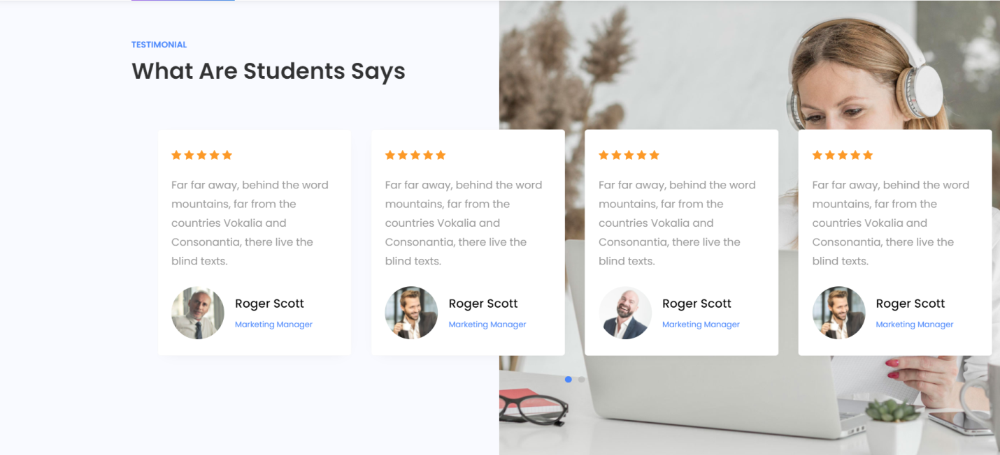 TESTIMONIAL
What Are Students Says
Far far away, behind the word
mountains, far from the
countries Vokalia and
Consonantia, there live the
blind texts.
Roger Scott
Marketing Manager
Far far away, behind the word
mountains, far from the
countries Vokalia and
Consonantia, there live the
blind texts.
Roger Scott
Marketing Manager
Far far away, behind the word
mountains, far from the
countries Vokalia and
Consonantia, there live the
blind texts.
Roger Scott
Marketing Manager
Far far away, behind the word
mountains, far from the
countries Vokalia and
Consonantia, there live the
blind texts.
Roger Scott
Marketing Manager